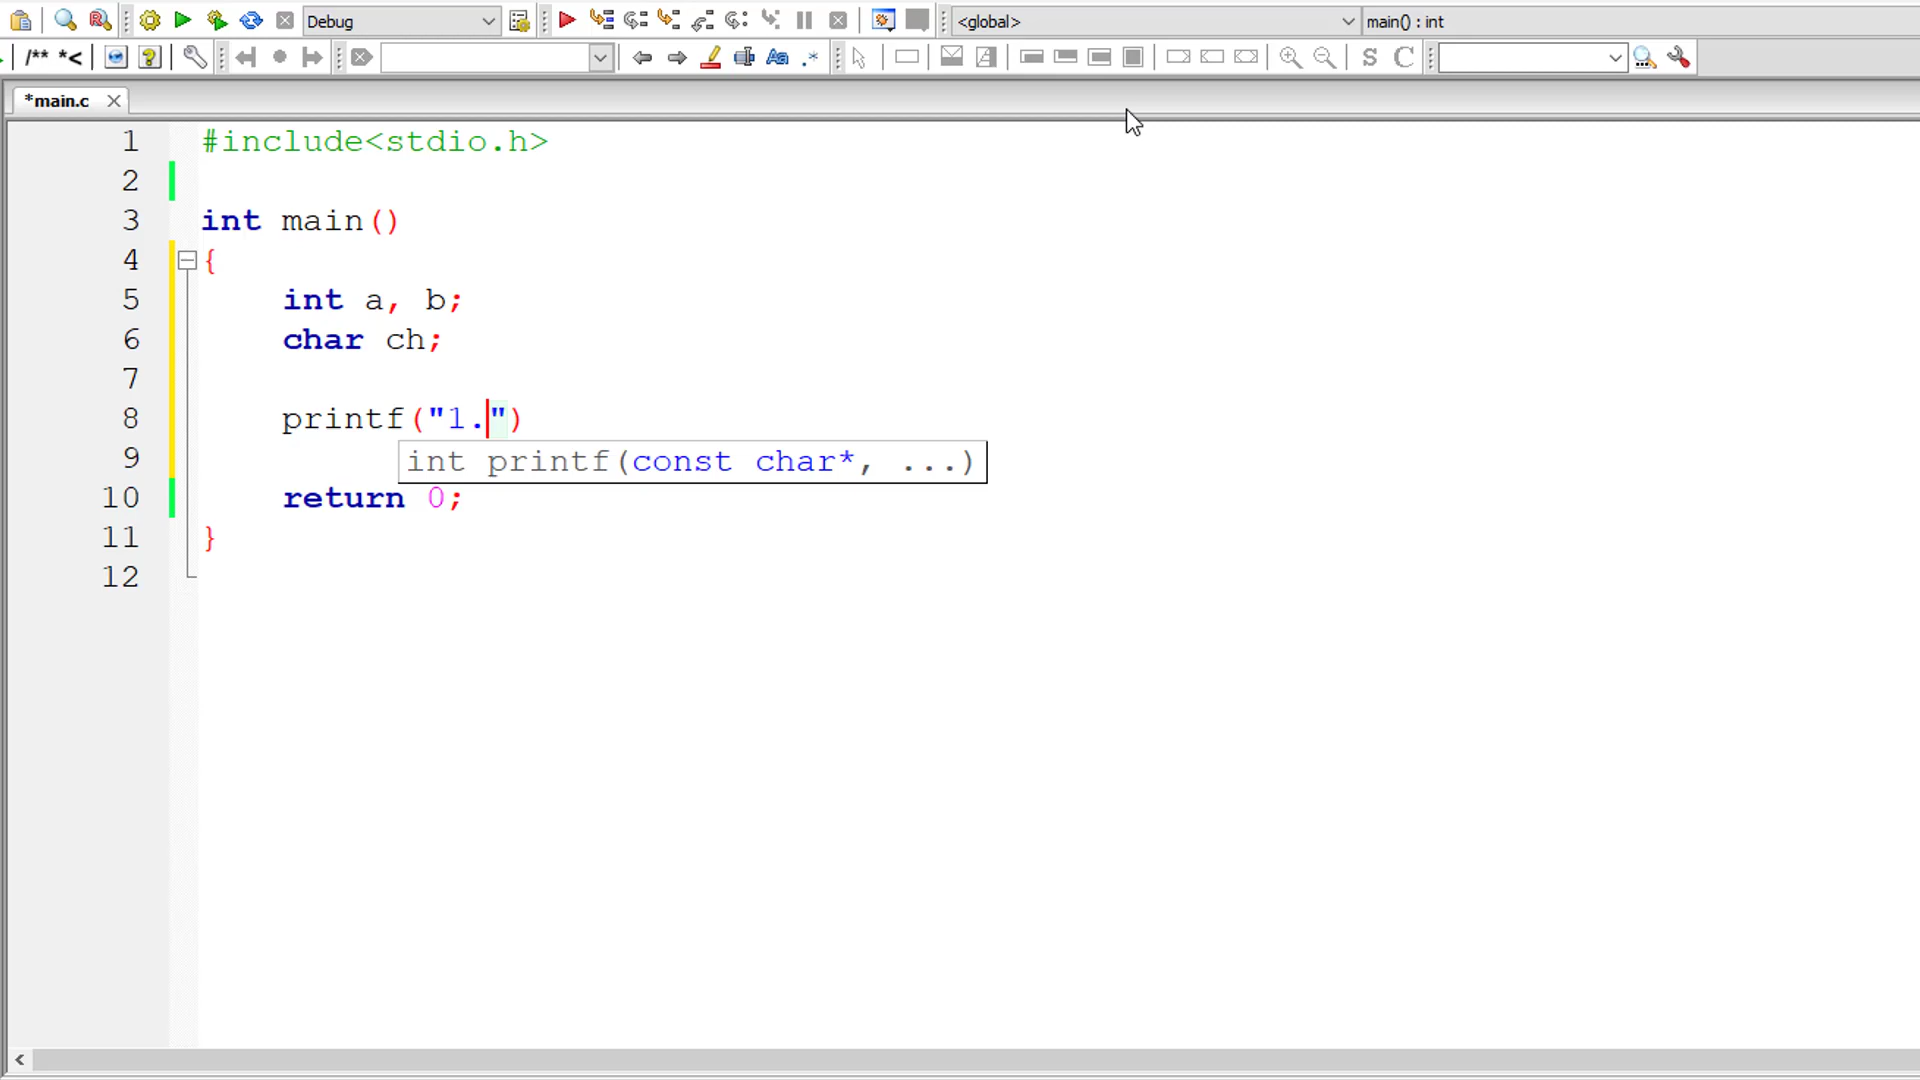 Debug
<global>
main() : int
/** *<
Aa
.*
S
C
*main.c
1 #include<stdio.h>
2
3 int main()
4 {
5 int a, b;
6 char ch;
7
8 printf("1.")
9 int printf(const char*, ...)
10 return 0;
11 }
12